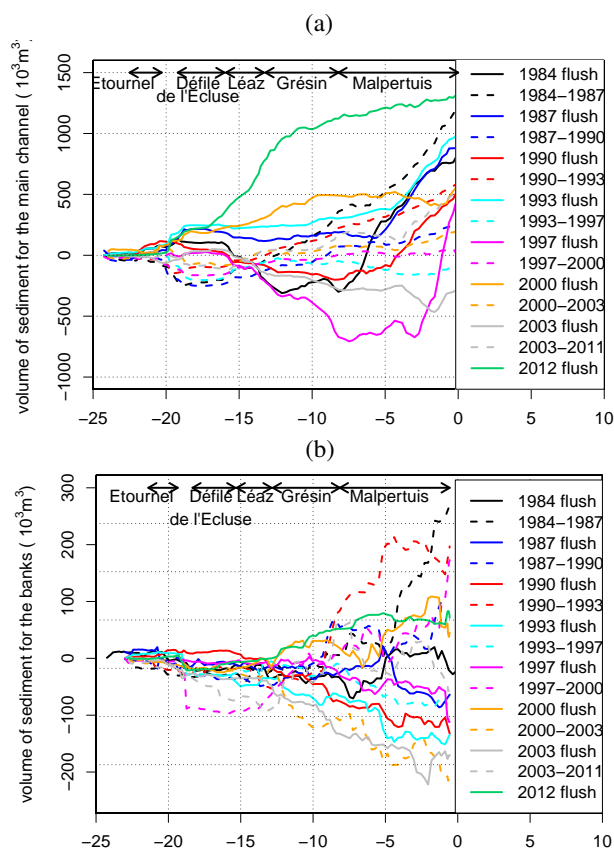 (a)
volume of sediment for the main channel ( 10³m³)
1500
1000
500
0
−500
−1000
Etournel
Défile
de l'Ecluse
Léaz
Grésin
Malpertuis
1984 flush
1984−1987
1987 flush
1987−1990
1990 flush
1990−1993
1993 flush
1993−1997
1997 flush
1997−2000
2000 flush
2000−2003
2003 flush
2003−2011
2012 flush
−25 −20 −15 −10 −5 0 5 10
(b)
volume of sediment for the banks ( 10³m³)
300
200
100
0
−100
−200
Etournel
Défile
de l'Ecluse
Léaz
Grésin
Malpertuis
1984 flush
1984−1987
1987 flush
1987−1990
1990 flush
1990−1993
1993 flush
1993−1997
1997 flush
1997−2000
2000 flush
2000−2003
2003 flush
2003−2011
2012 flush
−25 −20 −15 −10 −5 0 5 10